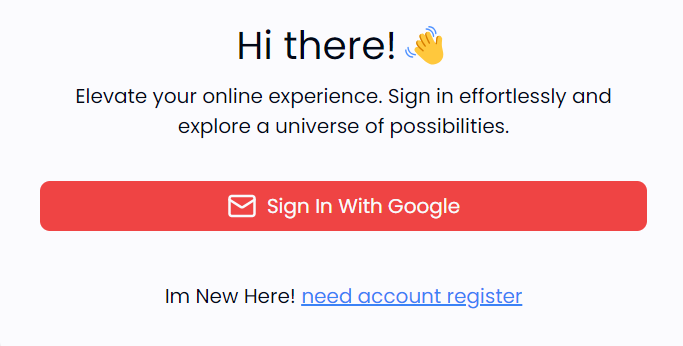 Hi there! 👋
Elevate your online experience. Sign in effortlessly and
explore a universe of possibilities.
Sign In With Google
Im New Here! need account register